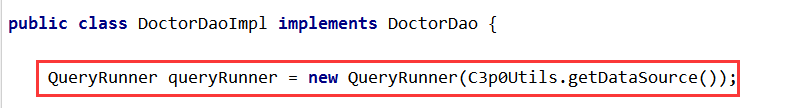 public class DoctorDaoImpl implements DoctorDao {
QueryRunner queryRunner = new QueryRunner(C3p0Utils.getDataSource());